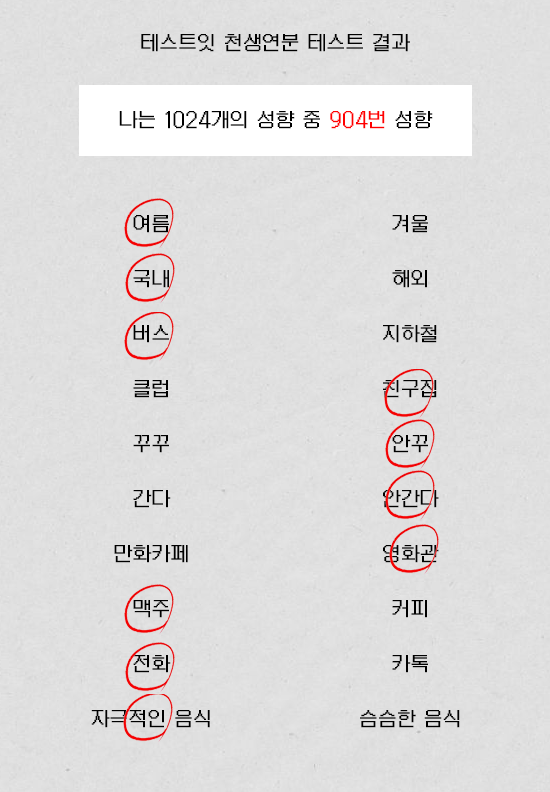 테스트잇 천생연분 테스트 결과
나는 1024개의 성향 중 904번 성향
여름 겨울
국내 해외
버스 지하철
클럽 친구집
꾸꾸 안꾸
간다 안간다
만화카페 영화관
맥주 커피
전화 카톡
자극적인 음식 슴슴한 음식